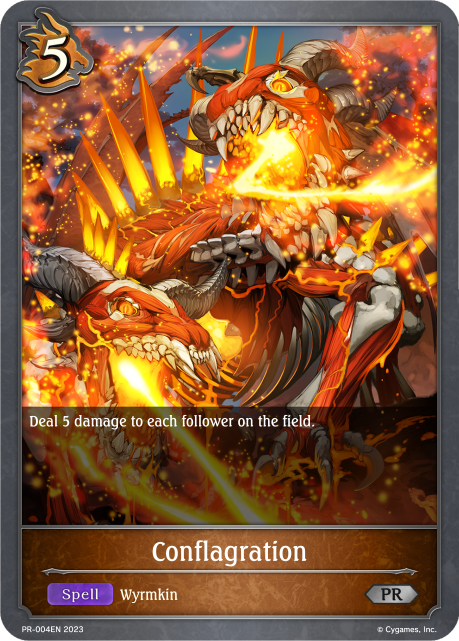 5
Deal 5 damage to each follower on the field.
Conflagration
Spell Wyrmkin PR
PR-004EN 2023 © Cygames, Inc.